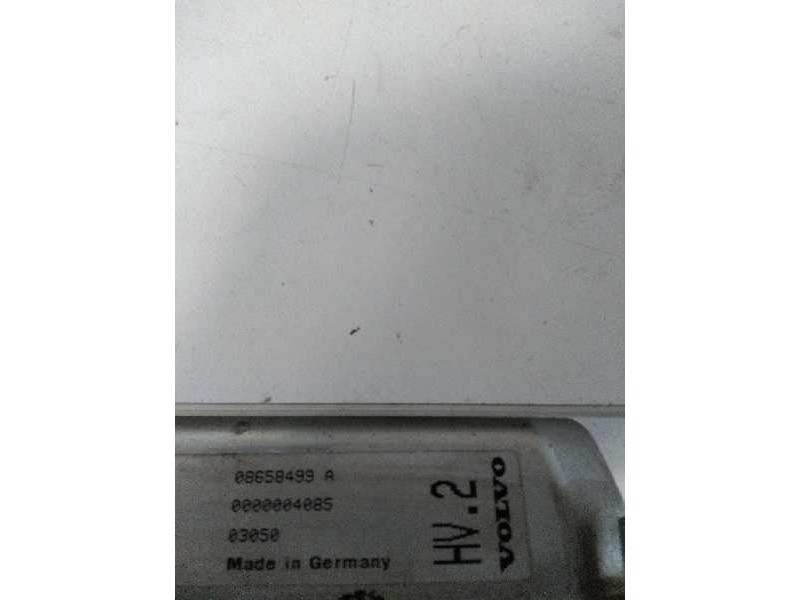 08658499 A
0000004085
03050
Made in Germany
HV.2
VOLVO